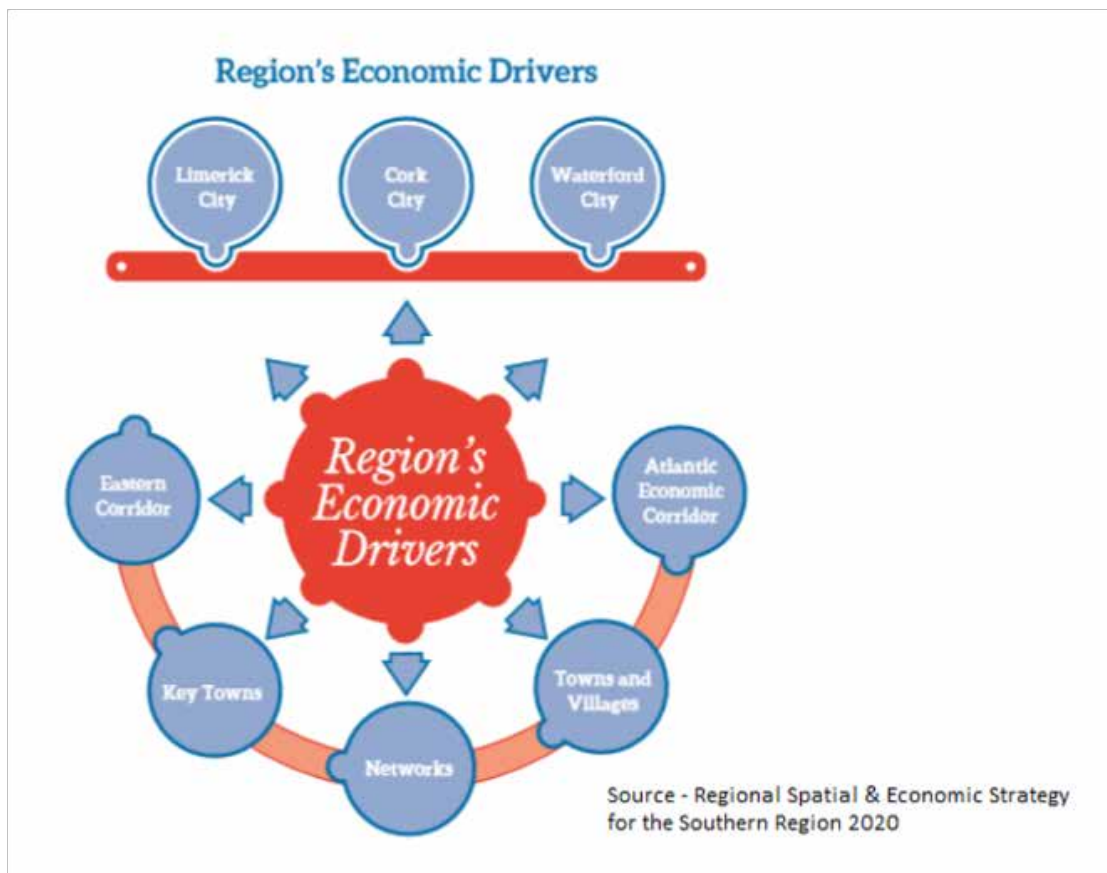 Region's Economic Drivers
Limerick
City
Cork
City
Waterford
City
Region's
Economic
Drivers
Eastern
Corridor
Atlantic
Economic
Corridor
Key Towns
Towns and
Villages
Networks
Source - Regional Spatial & Economic Strategy
for the Southern Region 2020